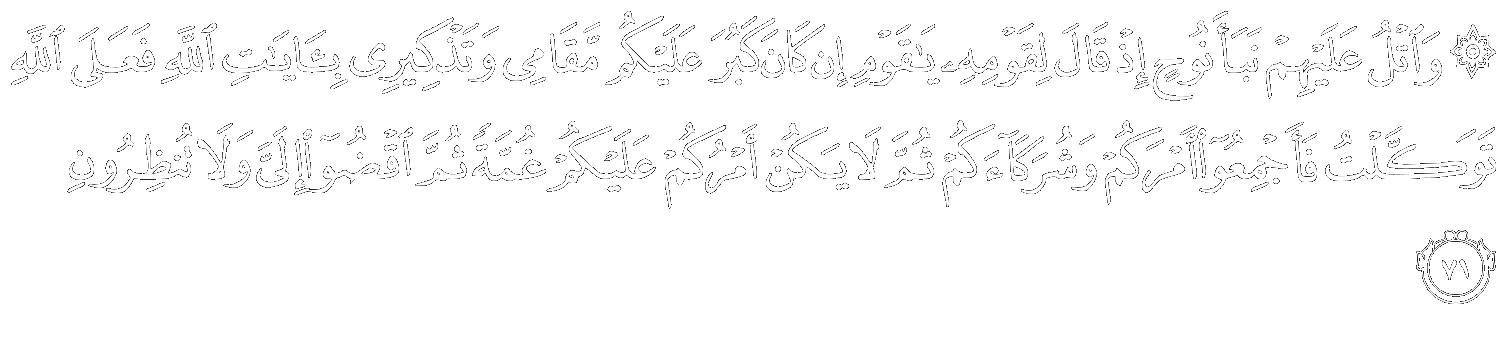 ۞ وَٱتْلُ عَلَيْهِمْ نَبَأَ نُوحٍ إِذْ قَالَ لِقَوْمِهِۦ يَـٰقَوْمِ إِن كَانَ كَبُرَ عَلَيْكُم مَّقَامِى وَتَذْكِيرِى بِـَٔايَـٰتِ ٱللَّهِ فَعَلَى ٱللَّهِ
تَوَكَّلْتُ فَأَجْمِعُوٓا۟ أَمْرَكُمْ وَشُرَكَآءَكُمْ ثُمَّ لَا يَكُنْ أَمْرُكُمْ عَلَيْكُمْ غُمَّةً ثُمَّ ٱقْضُوٓا۟ إِلَىَّ وَلَا تُنظِرُونِ
٧١